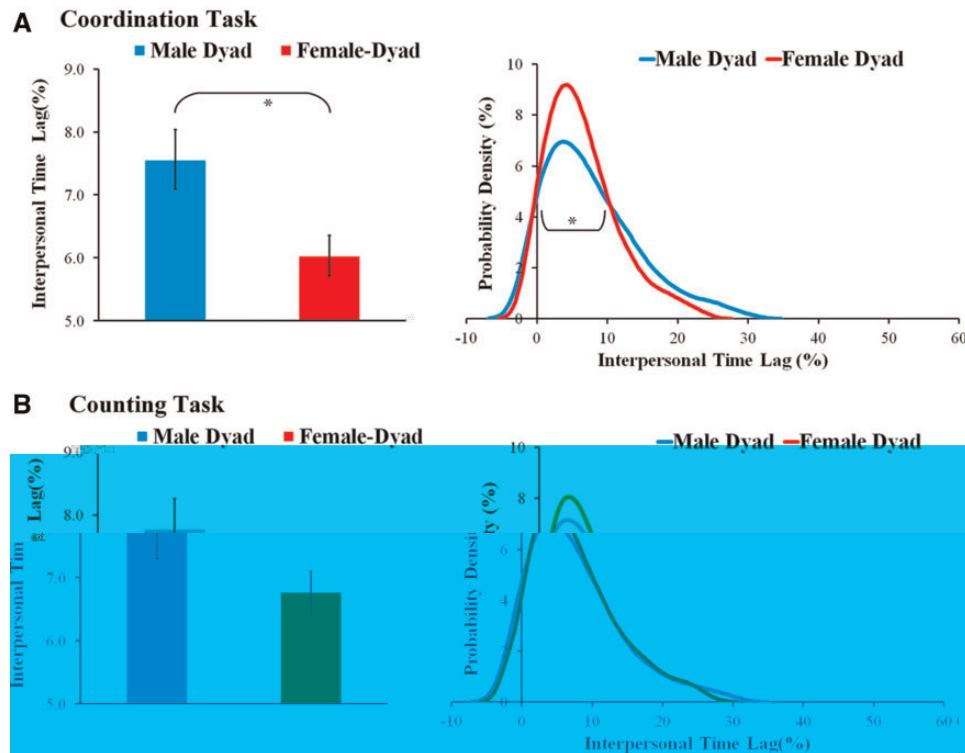 A Coordination Task
Male Dyad Female-Dyad
Interpersonal Time Lag(%)
9.0
8.0
7.0
6.0
5.0
*
Male Dyad Female Dyad
Probability Density (%)
10
8
6
4
2
0
*
-10 0 10 20 30 40 50 60
Interpersonal Time Lag (%)
B Counting Task
Male Dyad Female-Dyad
Interpersonal Tim Lag(%)
9.0
8.0
7.0
6.0
5.0
Male Dyad Female Dyad
Probability Density (%)
10
8
6
4
2
0
-10 0 10 20 30 40 50 60
Interpersonal Time Lag(%)